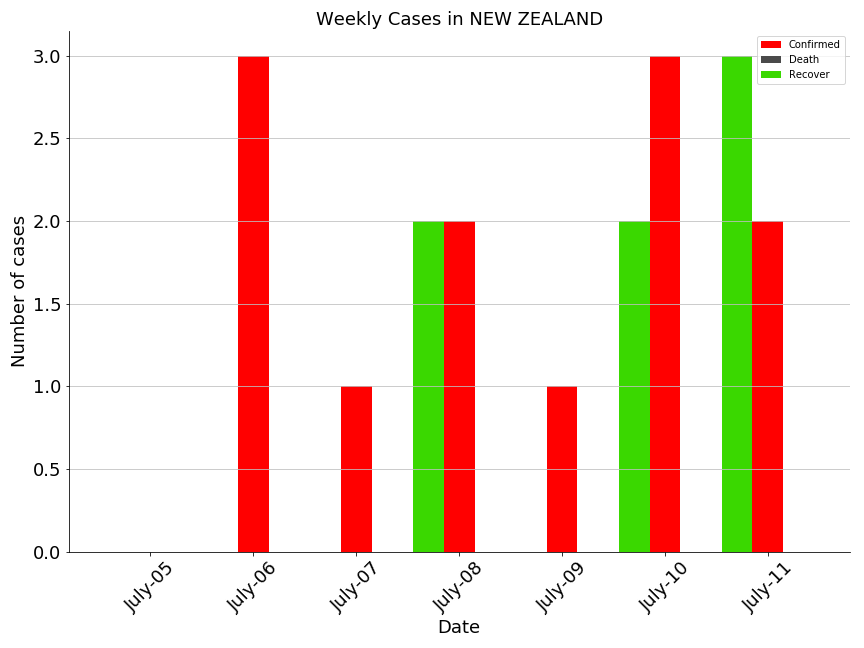 Weekly Cases in NEW ZEALAND
Confirmed
Death
Recover
Number of cases
3.0
2.5
2.0
1.5
1.0
0.5
0.0
July-05
July-06
July-07
July-08
July-09
July-10
July-11
Date